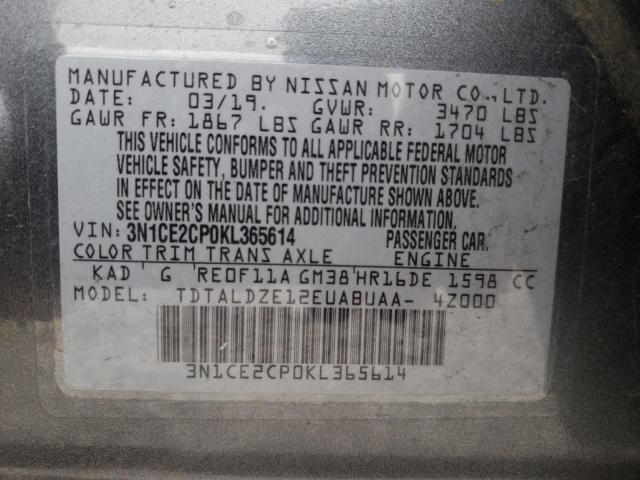 MANUFACTURED BY NISSAN MOTOR CO., LTD.
DATE: 03/19. GVWR: 3470 LBS
GAWR FR: 1867 LBS GAWR RR: 1704 LBS
THIS VEHICLE CONFORMS TO ALL APPLICABLE FEDERAL MOTOR
VEHICLE SAFETY, BUMPER AND THEFT PREVENTION STANDARDS
IN EFFECT ON THE DATE OF MANUFACTURE SHOWN ABOVE.
SEE OWNER'S MANUAL FOR ADDITIONAL INFORMATION.
VIN: 3N1CE2CP0KL365614 PASSENGER CAR.
COLOR TRIM TRANS AXLE ENGINE
KAD G RE0F11A GM38 HR16DE 1598 CC
MODEL: TDTALDZE12EUABUAA- 4Z000
3N1CE2CP0KL365614